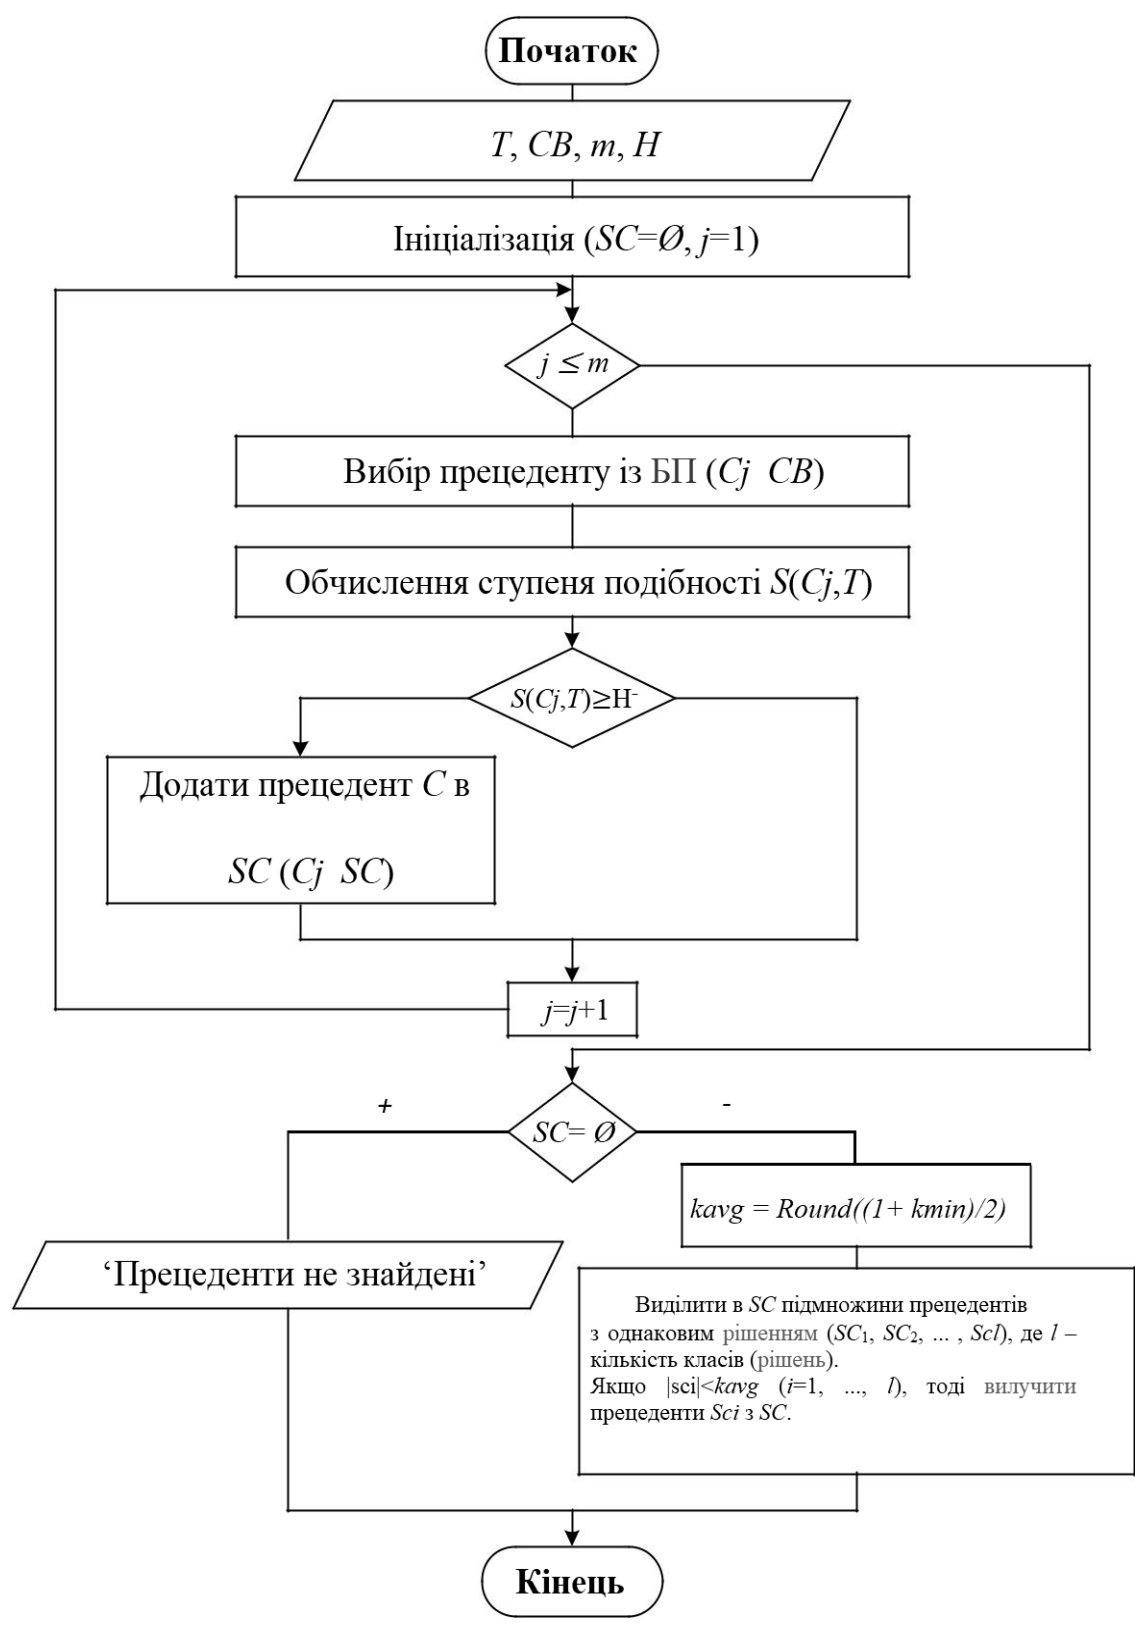 Початок
T, CB, m, H
Ініціалізація (SC=Ø, j=1)
j ≤ m
Вибір прецеденту із БП (Cj CB)
Обчислення ступеня подібності S(Cj,T)
S(Cj,T)≥H-
Додати прецедент C в
SC (Cj SC)
j=j+1
+
-
SC= Ø
kavg = Round((1+ kmin)/2)
‘Прецеденти не знайдені’
Виділити в SC підмножини прецедентів
з однаковим рішенням (SC1, SC2, ... , Scl), де l –
кількість класів (рішень).
Якщо |sci|<kavg (i=1, ..., l), тоді вилучити
прецеденти Sci з SC.
Кінець